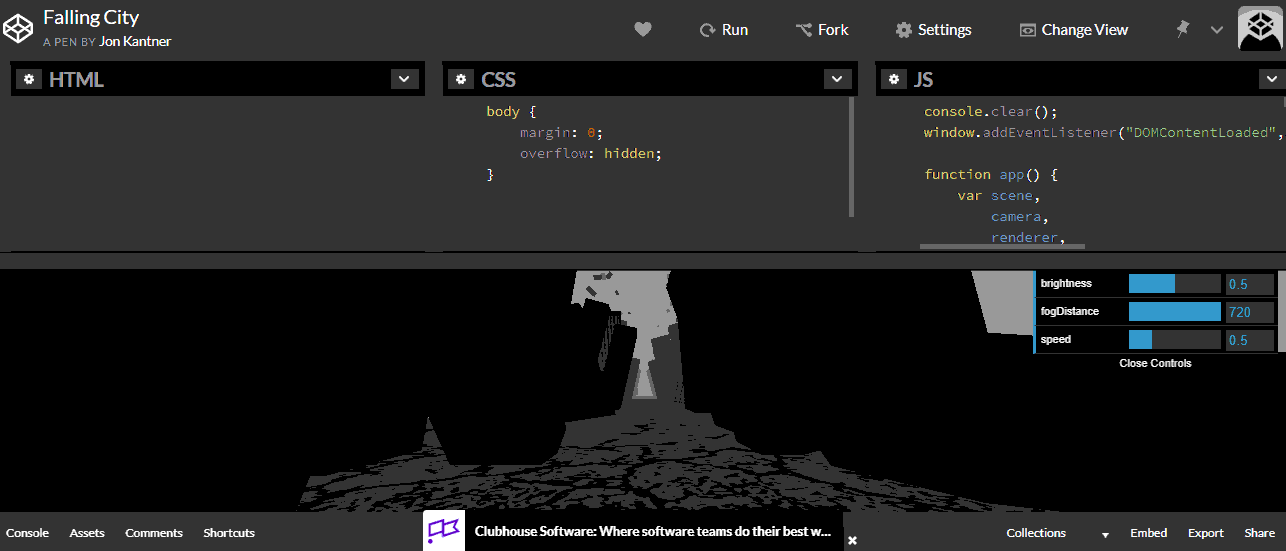 Falling City
A PEN BY Jon Kantner
Run
Fork
Settings
Change View
HTML
CSS
JS
body {
margin: 0;
overflow: hidden;
}
console.clear();
window.addEventListener("DOMContentLoaded",
function app() {
var scene,
camera,
renderer,
brightness 0.5
fogDistance 720
speed 0.5
Close Controls
Console Assets Comments Shortcuts
Clubhouse Software: Where software teams do their best w...
Collections Embed Export Share